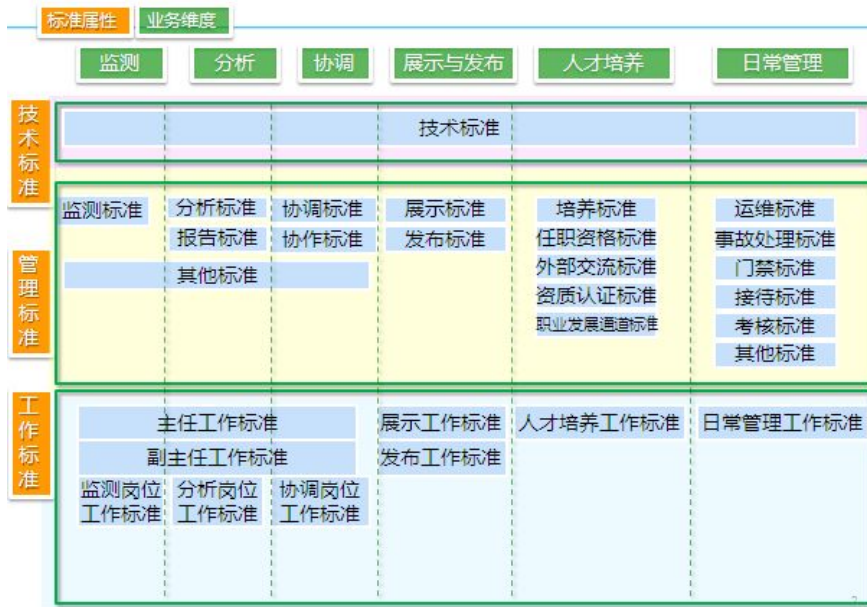 标准属性 业务维度
监测 分析 协调 展示与发布 人才培养 日常管理
技术标准
技术标准
管理标准
监测标准 分析标准 协调标准 展示标准 培养标准 运维标准
报告标准 协作标准 发布标准 任职资格标准 事故处理标准
其他标准 外部交流标准 门禁标准
资质认证标准 接待标准
职业发展通道标准 考核标准
其他标准
工作标准
主任工作标准 展示工作标准 人才培养工作标准 日常管理工作标准
副主任工作标准 发布工作标准
监测岗位 分析岗位 协调岗位
工作标准 工作标准 工作标准
2